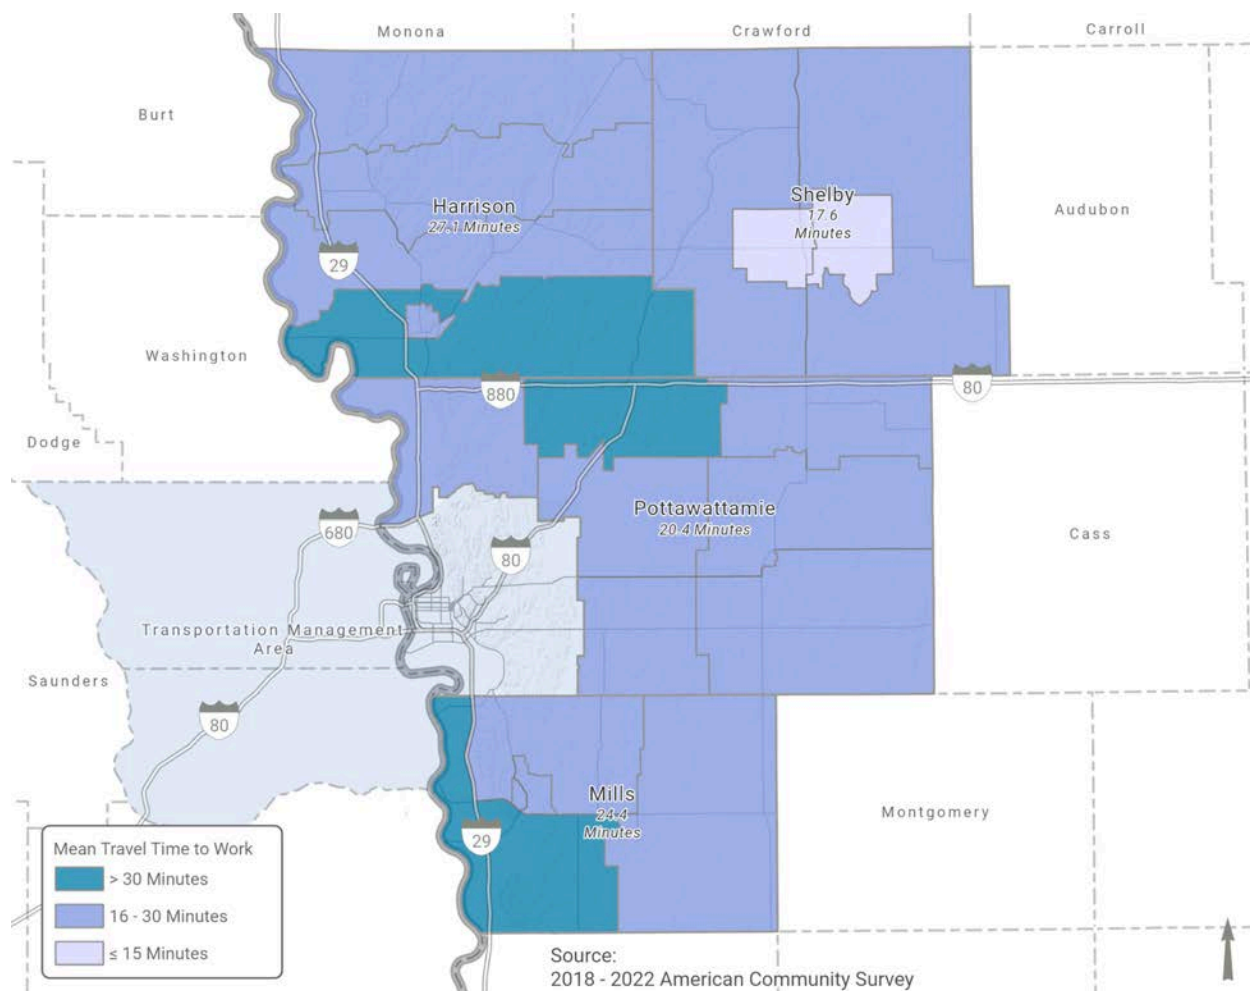 Monona
Crawford
Carroll
Burt
Shelby
17.6
Minutes
Harrison
27.1 Minutes
Audubon
29
Washington
880
80
Dodge
Pottawattamie
20.4 Minutes
680
80
Cass
Transportation Management
Area
Saunders
80
Mills
24.4
Minutes
Montgomery
29
Mean Travel Time to Work
> 30 Minutes
16 - 30 Minutes
≤ 15 Minutes
Source:
2018 - 2022 American Community Survey